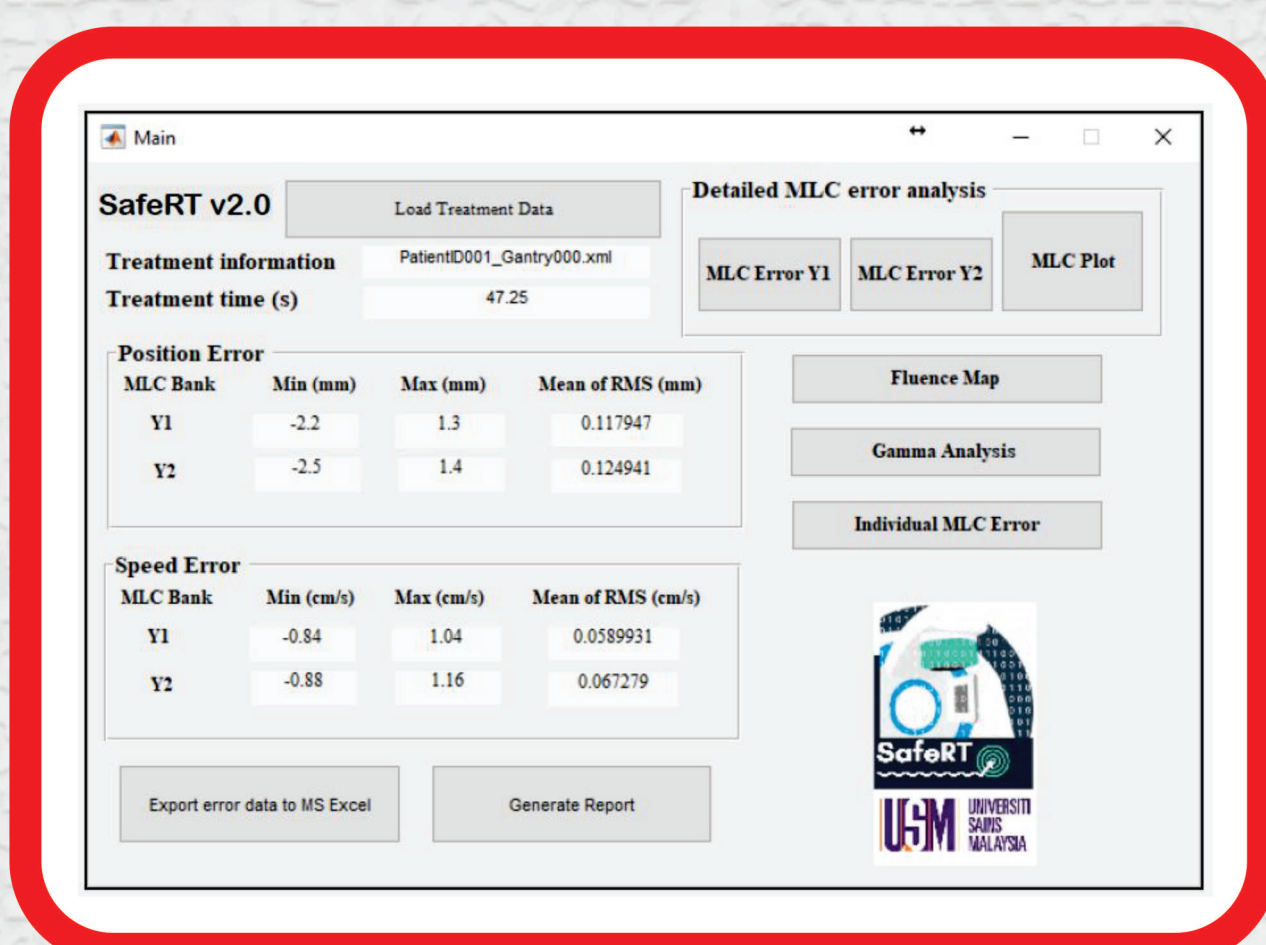 Main
SafeRT v2.0
Load Treatment Data
Treatment information
PatientID001_Gantry000.xml
Treatment time (s)
47.25
Detailed MLC error analysis
MLC Error Y1
MLC Error Y2
MLC Plot
Position Error
MLC Bank Min (mm) Max (mm) Mean of RMS (mm)
Y1 -2.2 1.3 0.117947
Y2 -2.5 1.4 0.124941
Fluence Map
Gamma Analysis
Individual MLC Error
Speed Error
MLC Bank Min (cm/s) Max (cm/s) Mean of RMS (cm/s)
Y1 -0.84 1.04 0.0589931
Y2 -0.88 1.16 0.067279
Export error data to MS Excel
Generate Report
SafeRT
USM
UNIVERSITI
SAINS
MALAYSIA